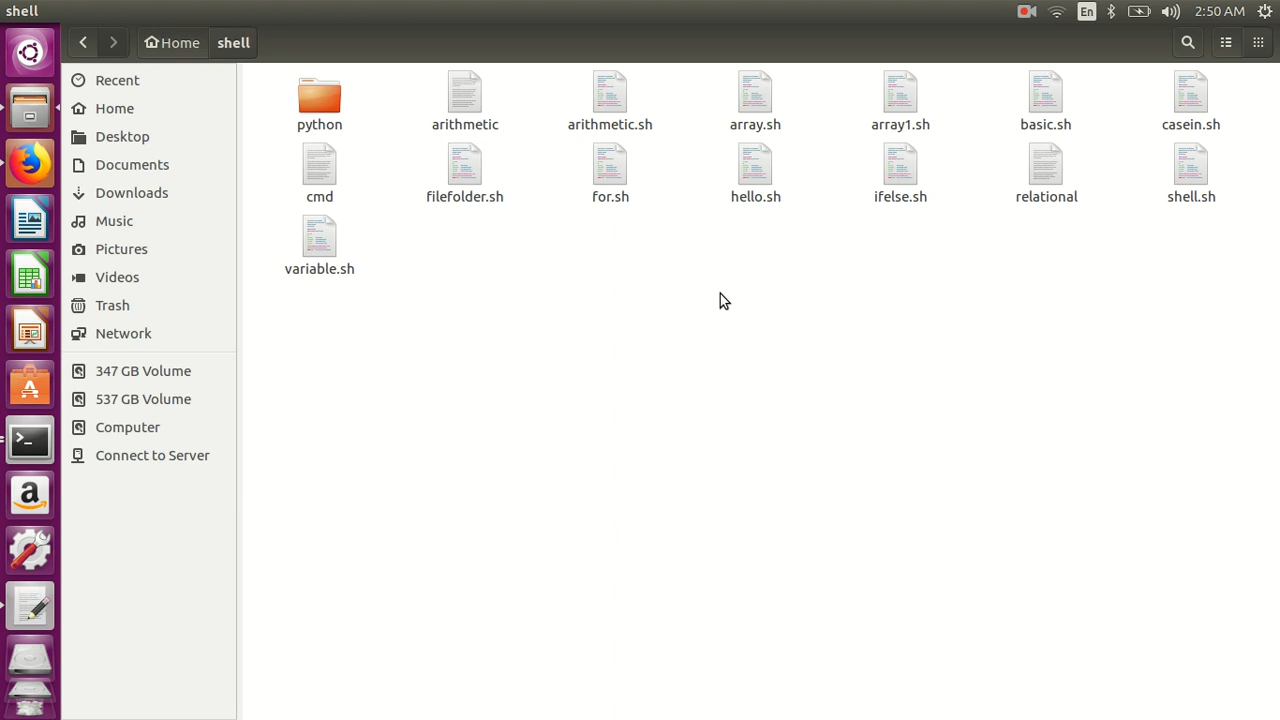 shell
En
2:50 AM
Home
shell
Recent
Home
Desktop
Documents
Downloads
Music
Pictures
Videos
Trash
Network
347 GB Volume
537 GB Volume
Computer
Connect to Server
python
arithmetic
arithmetic.sh
array.sh
array1.sh
basic.sh
casein.sh
cmd
filefolder.sh
for.sh
hello.sh
ifelse.sh
relational
shell.sh
variable.sh